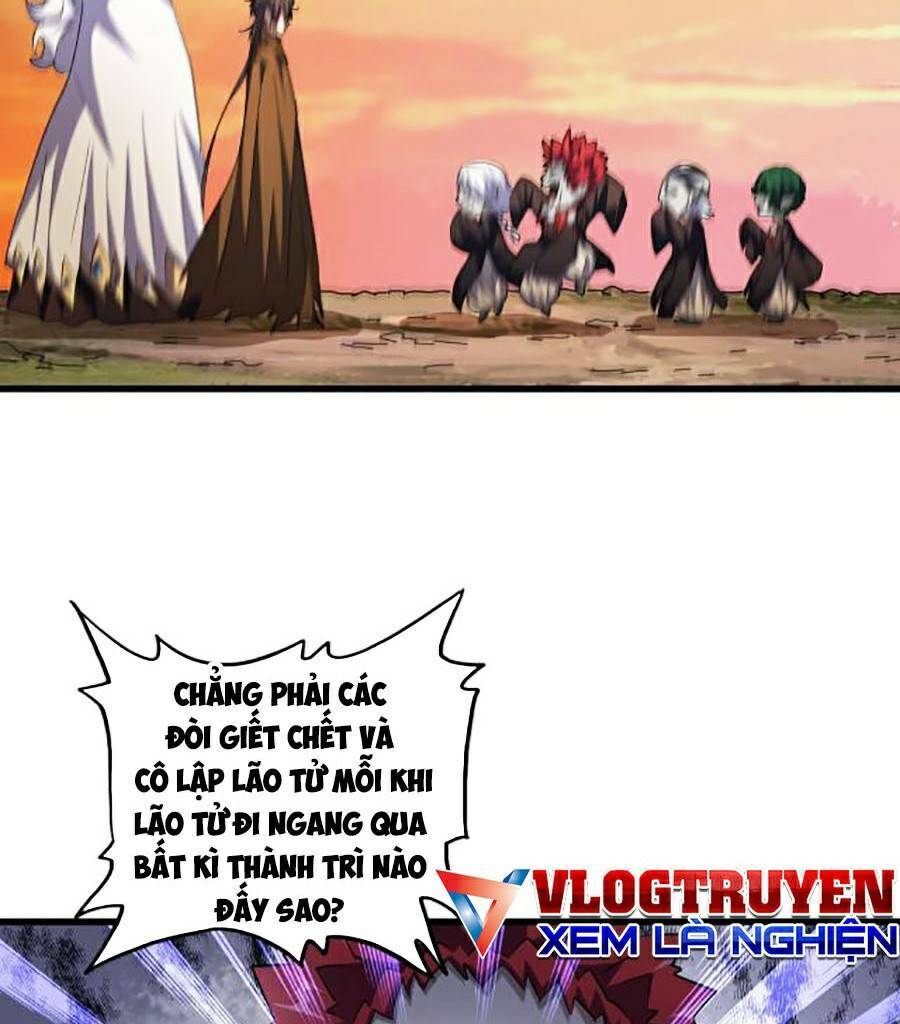 CHẲNG PHẢI CÁC
ĐÒI GIẾT CHẾT VÀ
CÔ LẬP LÃO TỬ MỖI KHI
LÃO TỬ ĐI NGANG QUA
BẤT KÌ THÀNH TRÌ NÀO
ĐẤY SAO?
VLOGTRUYEN
XEM LÀ NGHIỆN